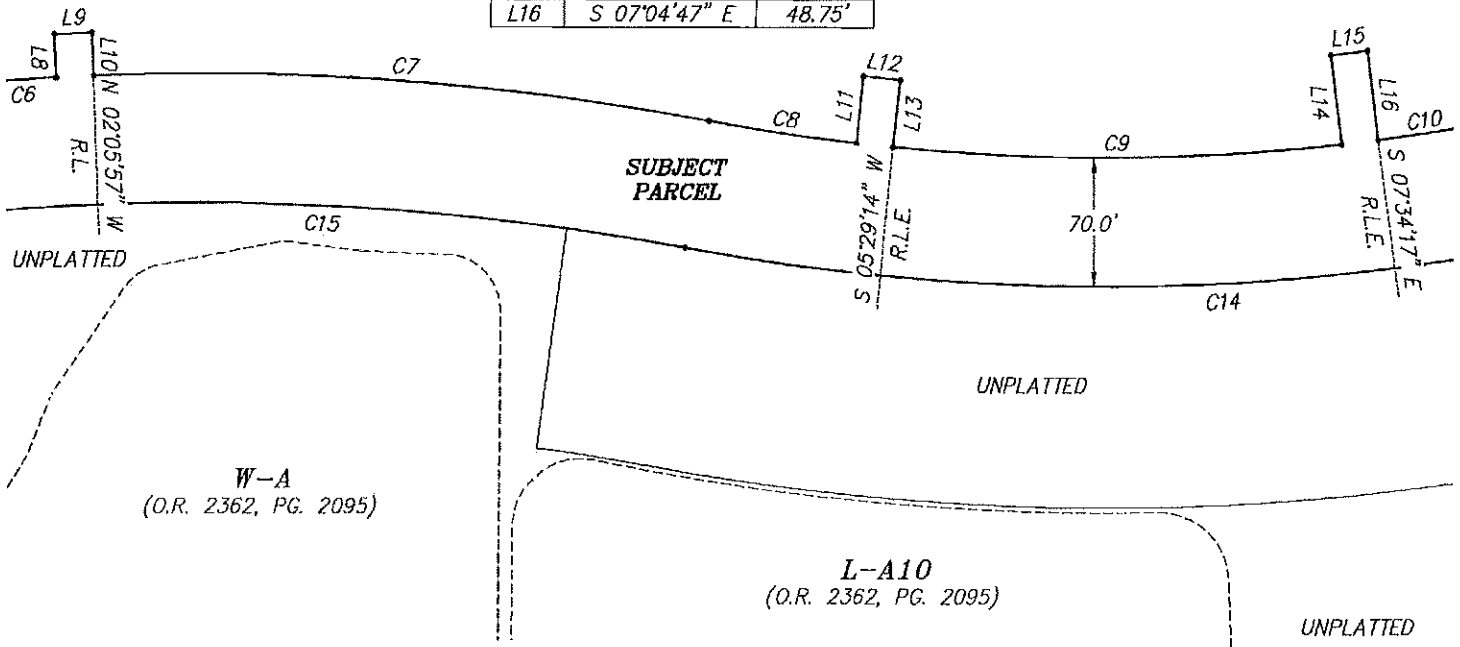 L16 S 07°04'47" E 48.75'
L9
L8
L10
C6
N 02°05'57" W
R.L.
C7
C8
L11
L12
L13
S 05°29'14" W
R.L.E.
C9
L14
L15
L16
C10
S 07°34'17" E
R.L.E.
SUBJECT
PARCEL
70.0'
C15
C14
UNPLATTED
UNPLATTED
W-A
(O.R. 2362, PG. 2095)
L-A10
(O.R. 2362, PG. 2095)
UNPLATTED